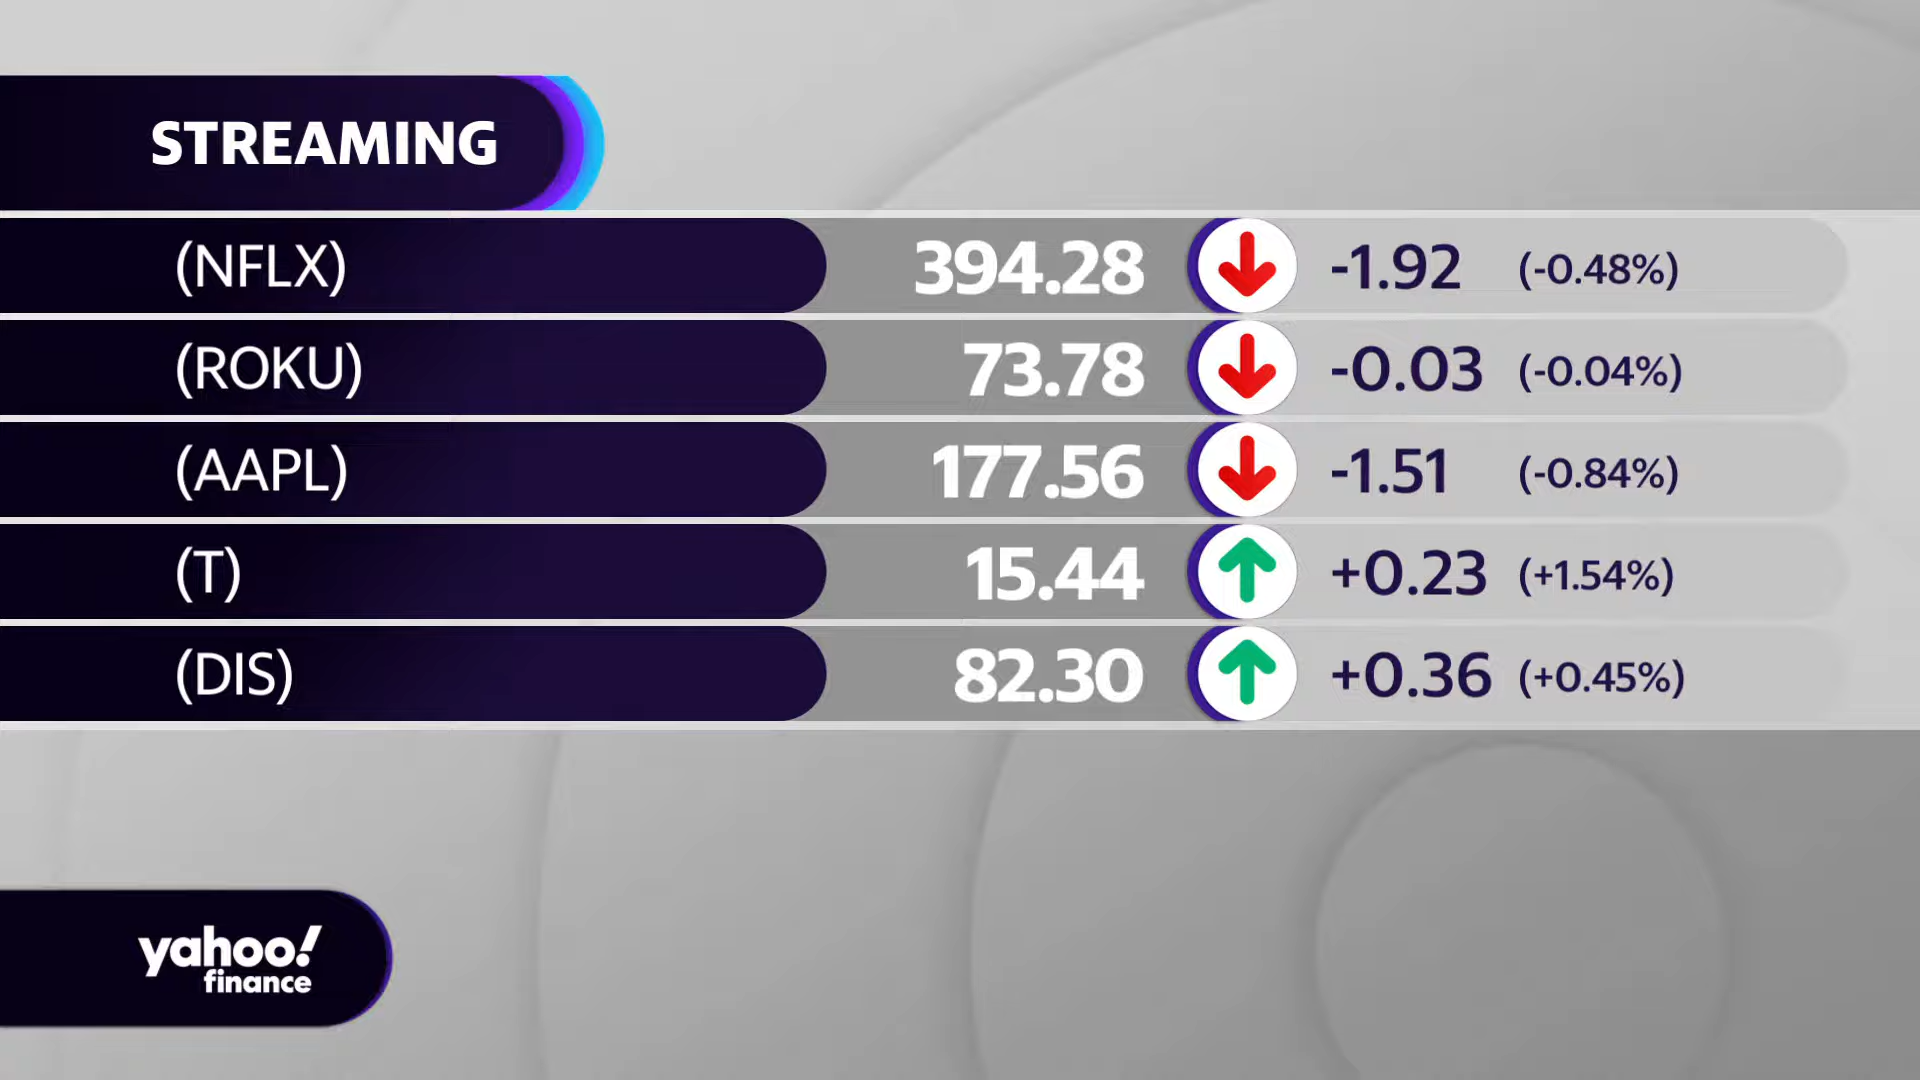 STREAMING
(NFLX) 394.28 -1.92 (-0.48%)
(ROKU) 73.78 -0.03 (-0.04%)
(AAPL) 177.56 -1.51 (-0.84%)
(T) 15.44 +0.23 (+1.54%)
(DIS) 82.30 +0.36 (+0.45%)
yahoo!
finance